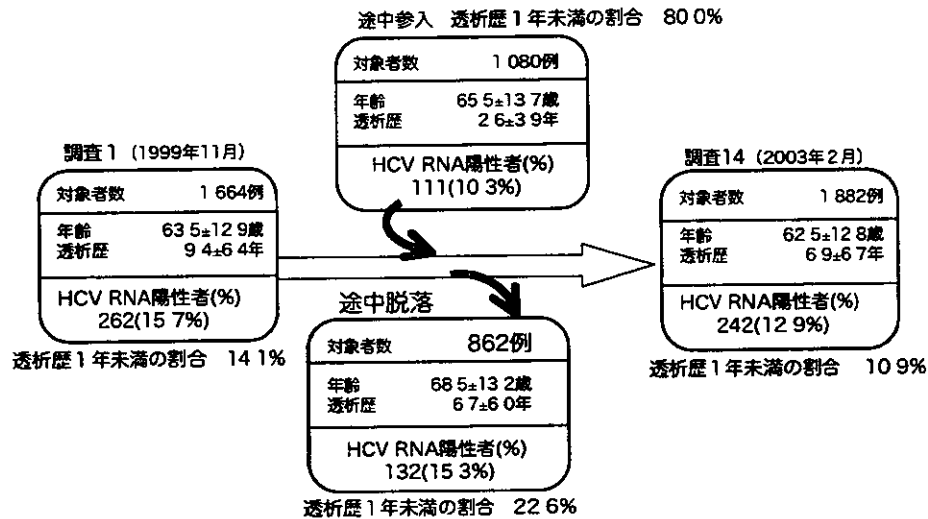 途中参入 透析歴1年未満の割合 80 0%
対象者数 1 080例
年齢 65 5±13 7歳
透析歴 2 6±3 9年
HCV RNA陽性者(%)
111(10 3%)
調査1 (1999年11月)
対象者数 1 664例
年齢 63 5±12 9歳
透析歴 9 4±6 4年
HCV RNA陽性者(%)
262(15 7%)
透析歴1年未満の割合 14 1%
途中脱落
対象者数 862例
年齢 68 5±13 2歳
透析歴 6 7±6 0年
HCV RNA陽性者(%)
132(15 3%)
透析歴1年未満の割合 22 6%
調査14 (2003年2月)
対象者数 1 882例
年齢 62 5±12 8歳
透析歴 6 9±6 7年
HCV RNA陽性者(%)
242(12 9%)
透析歴1年未満の割合 10 9%